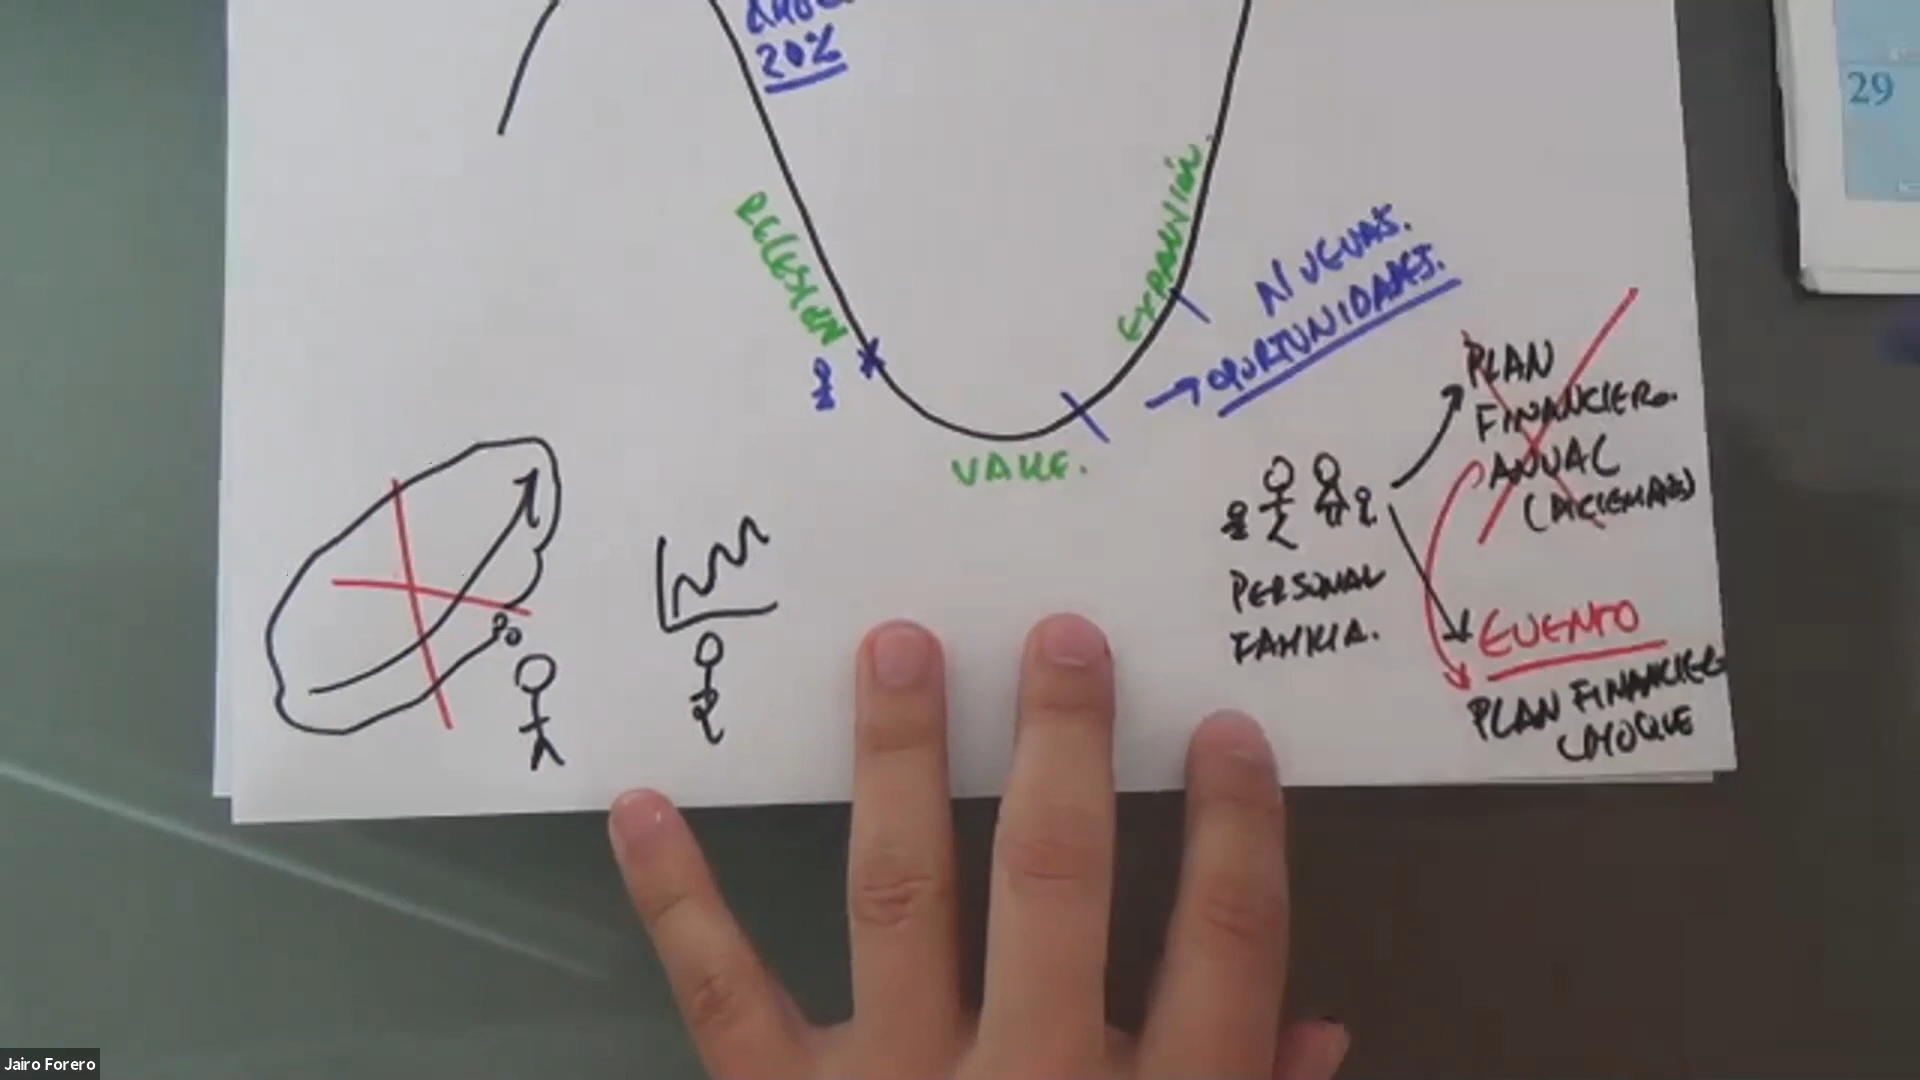 20%
29
RECESIÓN
EXPANSIÓN.
NUEVAS.
→ OPORTUNIDADES.
VALLE.
PLAN
FINANCIERO.
ANUAL
(DICIEMBRE)
PERSONAL
FAMILIA.
EVENTO
PLAN FINANCIERO
CHOQUE
Jairo Forero